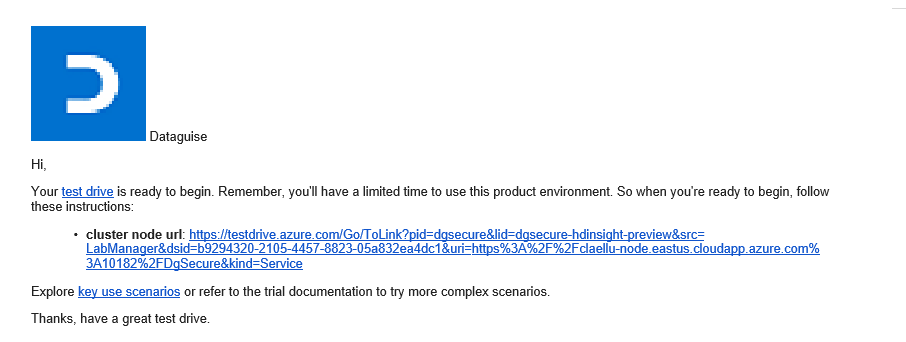 Dataguise
Hi,
Your test drive is ready to begin. Remember, you'll have a limited time to use this product environment. So when you're ready to begin, follow
these instructions:
• cluster node url: https://testdrive.azure.com/Go/ToLink?pid=dgsecure&lid=dgsecure-hdinsight-preview&src=
LabManager&dsid=b9294320-2105-4457-8823-05a832ea4dc1&uri=https%3A%2F%2Fclaellu-node.eastus.cloudapp.azure.com%
3A10182%2FDgSecure&kind=Service
Explore key use scenarios or refer to the trial documentation to try more complex scenarios.
Thanks, have a great test drive.